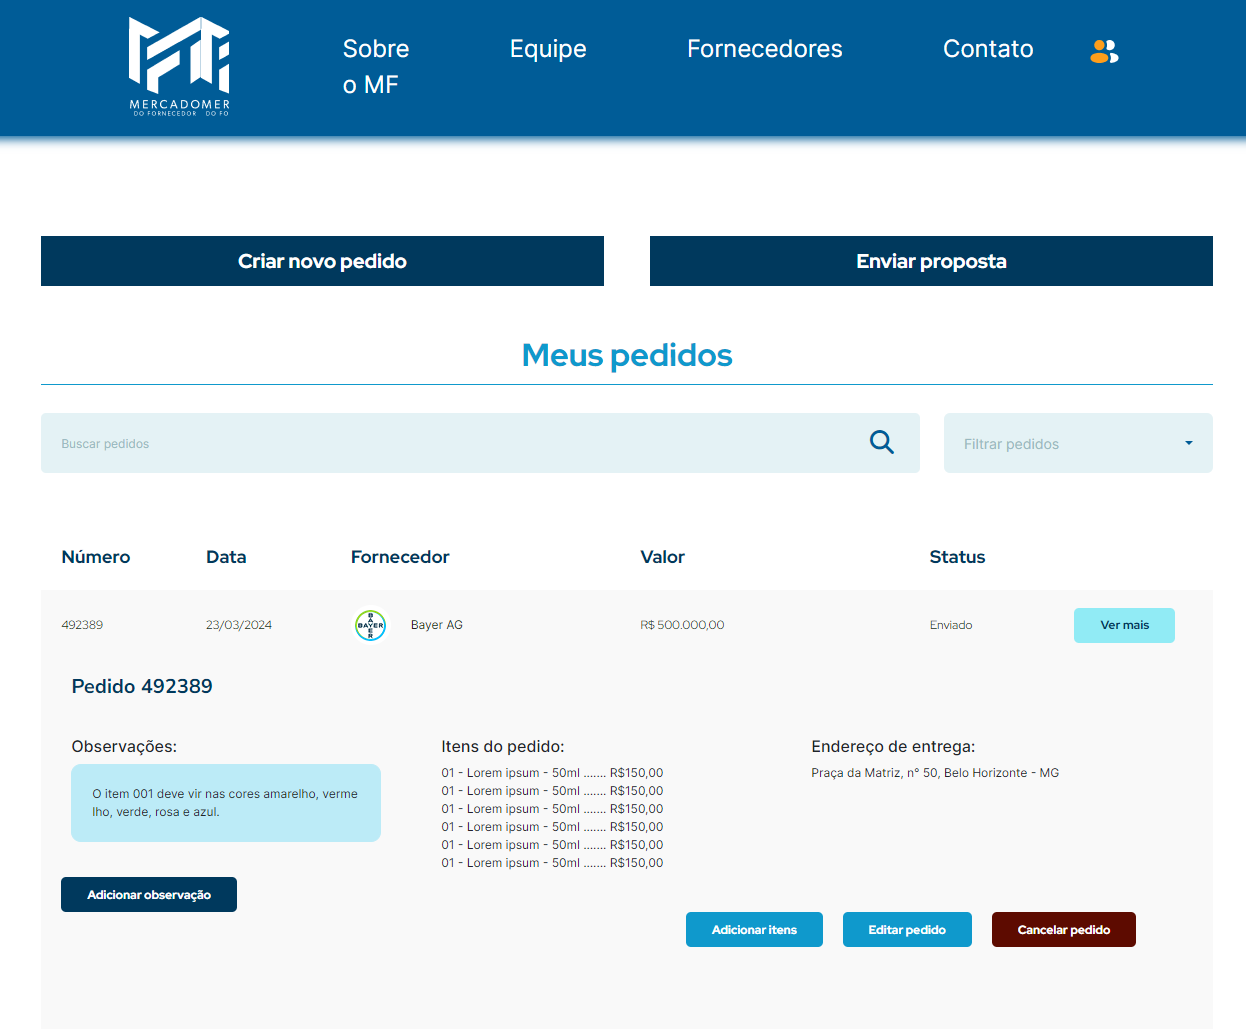 MERCADOMER
DO FORNECEDOR DO FO
Sobre
o MF
Equipe
Fornecedores
Contato
Criar novo pedido
Enviar proposta
Meus pedidos
Buscar pedidos
Filtrar pedidos
Número Data Fornecedor Valor Status
492389 23/03/2024 BAYER BAYER Bayer AG R$ 500.000,00 Enviado Ver mais
Pedido 492389
Observações:
O item 001 deve vir nas cores amarelho, verme
lho, verde, rosa e azul.
Adicionar observação
Itens do pedido:
01 - Lorem ipsum - 50ml ....... R$150,00
01 - Lorem ipsum - 50ml ....... R$150,00
01 - Lorem ipsum - 50ml ....... R$150,00
01 - Lorem ipsum - 50ml ....... R$150,00
01 - Lorem ipsum - 50ml ....... R$150,00
01 - Lorem ipsum - 50ml ....... R$150,00
Endereço de entrega:
Praça da Matriz, n° 50, Belo Horizonte - MG
Adicionar itens
Editar pedido
Cancelar pedido